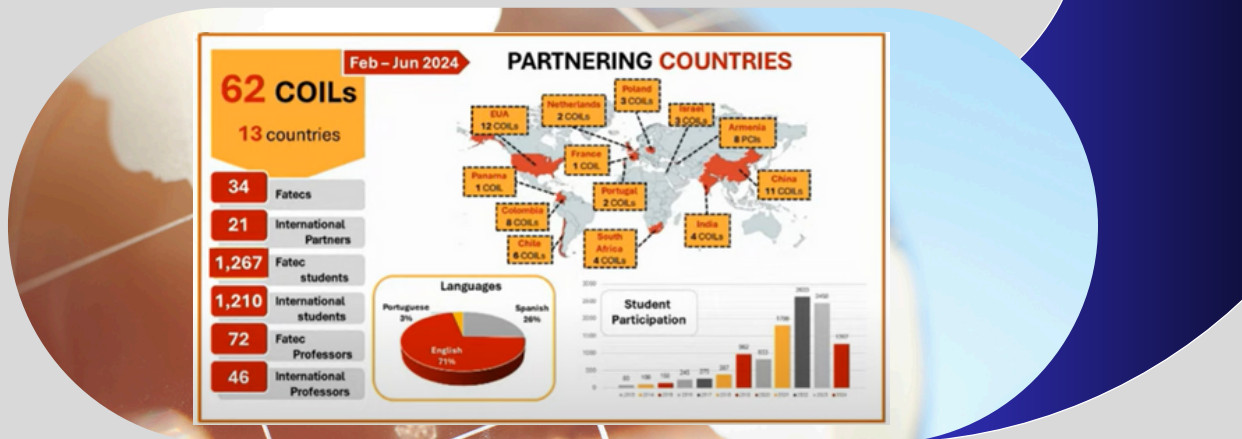 Feb – Jun 2024
62 COILs
13 countries
34
Fatecs
21
International
Partners
1,267
Fatec
students
1,210
International
students
72
Fatec
Professors
46
International
Professors
PARTNERING COUNTRIES
Poland
3 COILs
Netherlands
2 COILs
EUA
12 COILs
Israel
3 COILs
Armenia
8 PCIs
France
1 COIL
Panama
1 COIL
China
11 COILs
Portugal
2 COILs
Colombia
8 COILs
India
4 COILs
Chile
6 COILs
South
Africa
4 COILs
Languages
Portuguese
3%
Spanish
26%
English
71%
Student
Participation